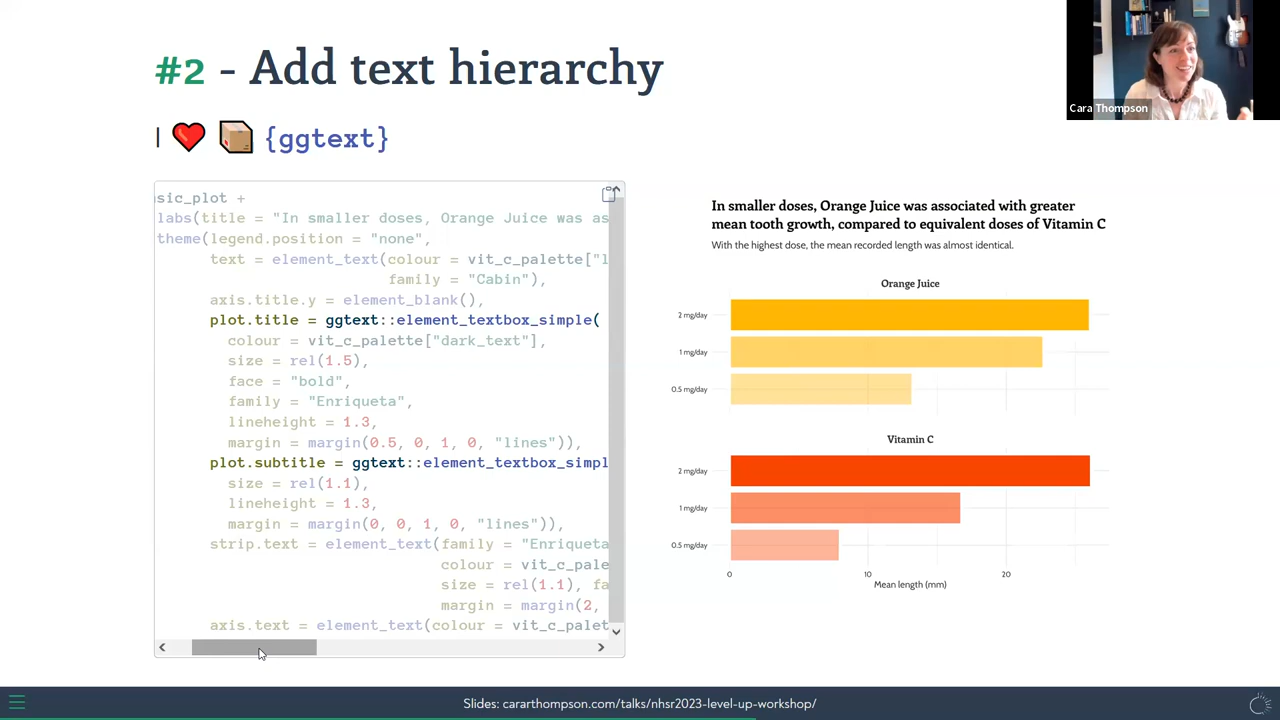 #2 - Add text hierarchy
Cara Thompson
I ❤️ 📦 {ggtext}
sic_plot +
labs(title = "In smaller doses, Orange Juice was as
theme(legend.position = "none",
text = element_text(colour = vit_c_palette["l
family = "Cabin"),
axis.title.y = element_blank(),
plot.title = ggtext::element_textbox_simple(
colour = vit_c_palette["dark_text"],
size = rel(1.5),
face = "bold",
family = "Enriqueta",
lineheight = 1.3,
margin = margin(0.5, 0, 1, 0, "lines")),
plot.subtitle = ggtext::element_textbox_simpl
size = rel(1.1),
lineheight = 1.3,
margin = margin(0, 0, 1, 0, "lines")),
strip.text = element_text(family = "Enriqueta
colour = vit_c_pale
size = rel(1.1), fa
margin = margin(2,
axis.text = element_text(colour = vit_c_palet
In smaller doses, Orange Juice was associated with greater
mean tooth growth, compared to equivalent doses of Vitamin C
With the highest dose, the mean recorded length was almost identical.
Orange Juice
2 mg/day
1 mg/day
0.5 mg/day
Vitamin C
2 mg/day
1 mg/day
0.5 mg/day
0 10 20
Mean length (mm)
Slides: cararthompson.com/talks/nhsr2023-level-up-workshop/